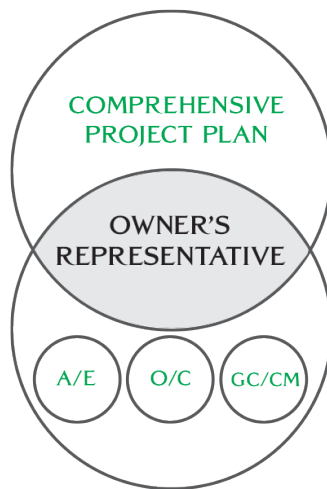 COMPREHENSIVE
PROJECT PLAN
OWNER'S
REPRESENTATIVE
A/E O/C GC/CM